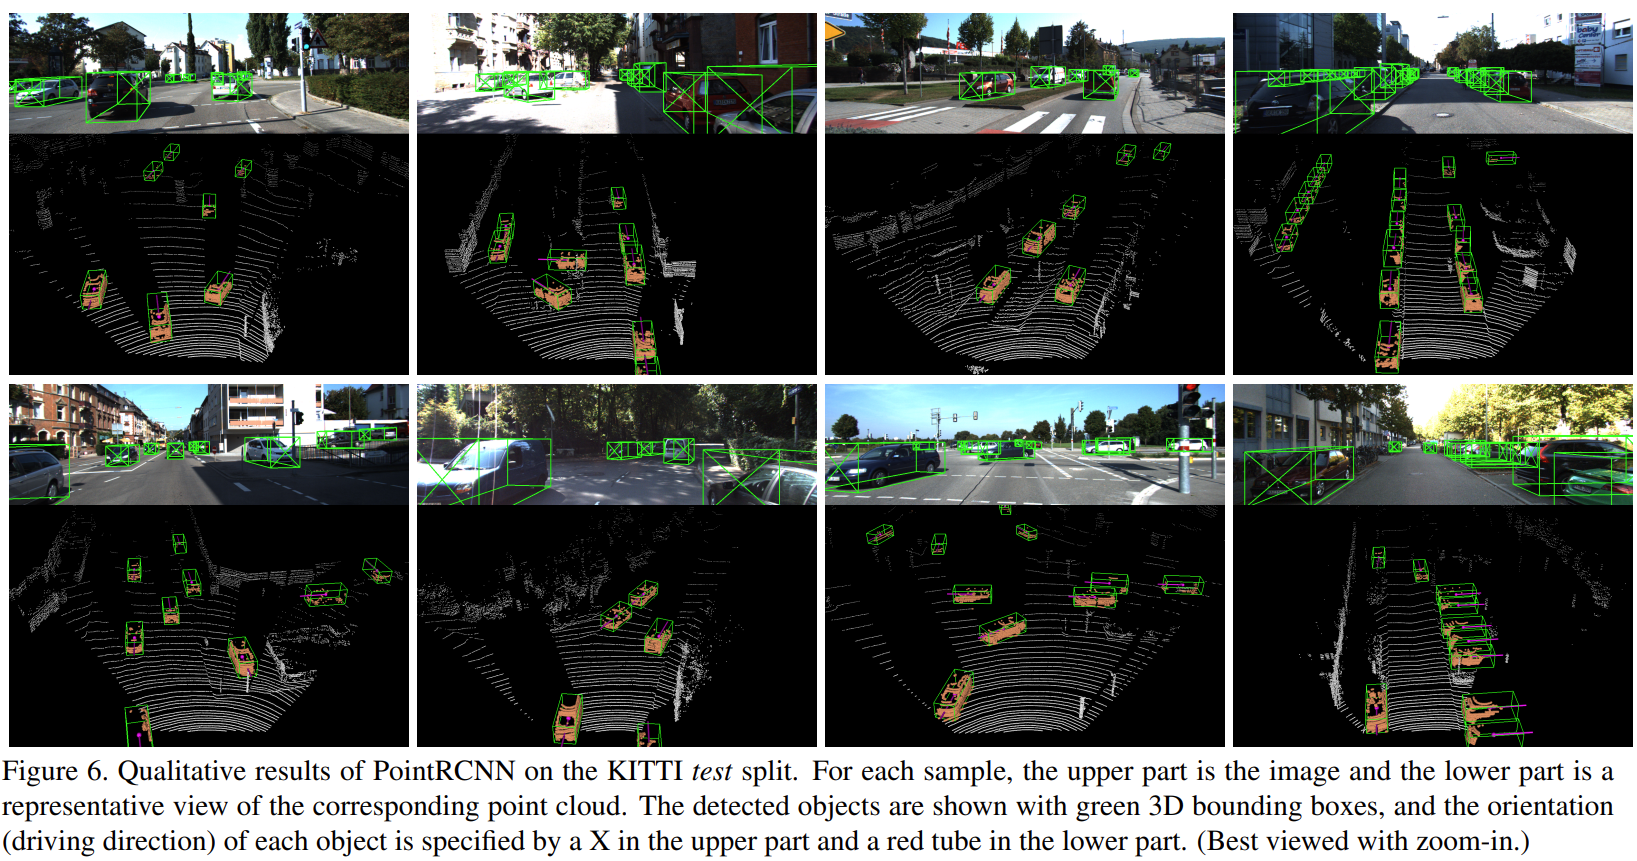 baby
Center
Figure 6. Qualitative results of PointRCNN on the KITTI test split. For each sample, the upper part is the image and the lower part is a
representative view of the corresponding point cloud. The detected objects are shown with green 3D bounding boxes, and the orientation
(driving direction) of each object is specified by a X in the upper part and a red tube in the lower part. (Best viewed with zoom-in.)